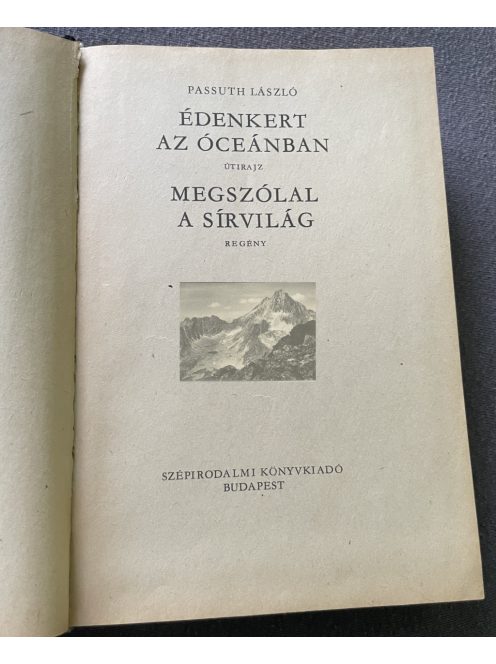 PASSUTH LÁSZLÓ
ÉDENKERT
AZ ÓCEÁNBAN
ÚTIRAJZ
MEGSZÓLAL
A SÍRVILÁG
REGÉNY
SZÉPIRODALMI KÖNYVKIADÓ
BUDAPEST